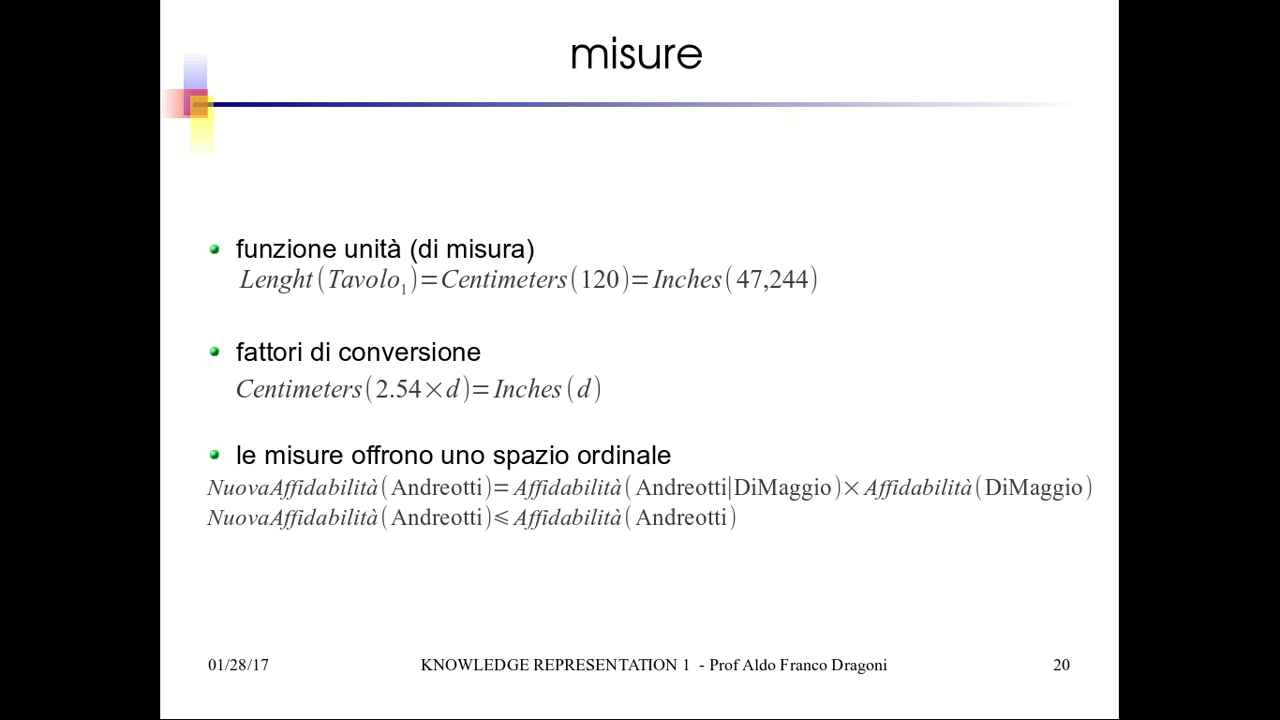 misure
funzione unità (di misura)
Lenght(Tavolo₁)=Centimeters(120)=Inches(47,244)
fattori di conversione
Centimeters(2.54×d)=Inches(d)
le misure offrono uno spazio ordinale
NuovaAffidabilità(Andreotti)=Affidabilità(Andreotti|DiMaggio)×Affidabilità(DiMaggio)
NuovaAffidabilità(Andreotti)⩽Affidabilità(Andreotti)
01/28/17 KNOWLEDGE REPRESENTATION 1 - Prof Aldo Franco Dragoni 20